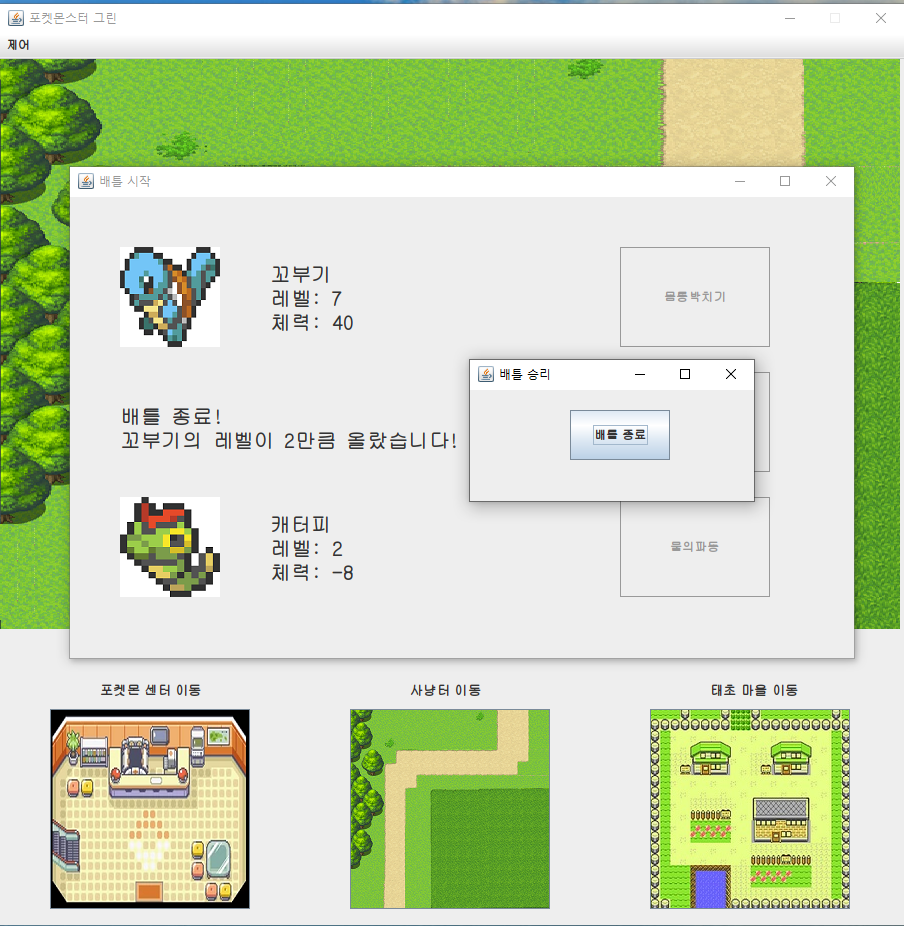 포켓몬스터 그린
제어
배틀 시작
꼬부기
레벨: 7
체력: 40
몸통박치기
배틀 승리
배틀 종료
배틀 종료!
꼬부기의 레벨이 2만큼 올랐습니다!
캐터피
레벨: 2
체력: -8
물의파동
포켓몬 센터 이동
사냥터 이동
태초 마을 이동